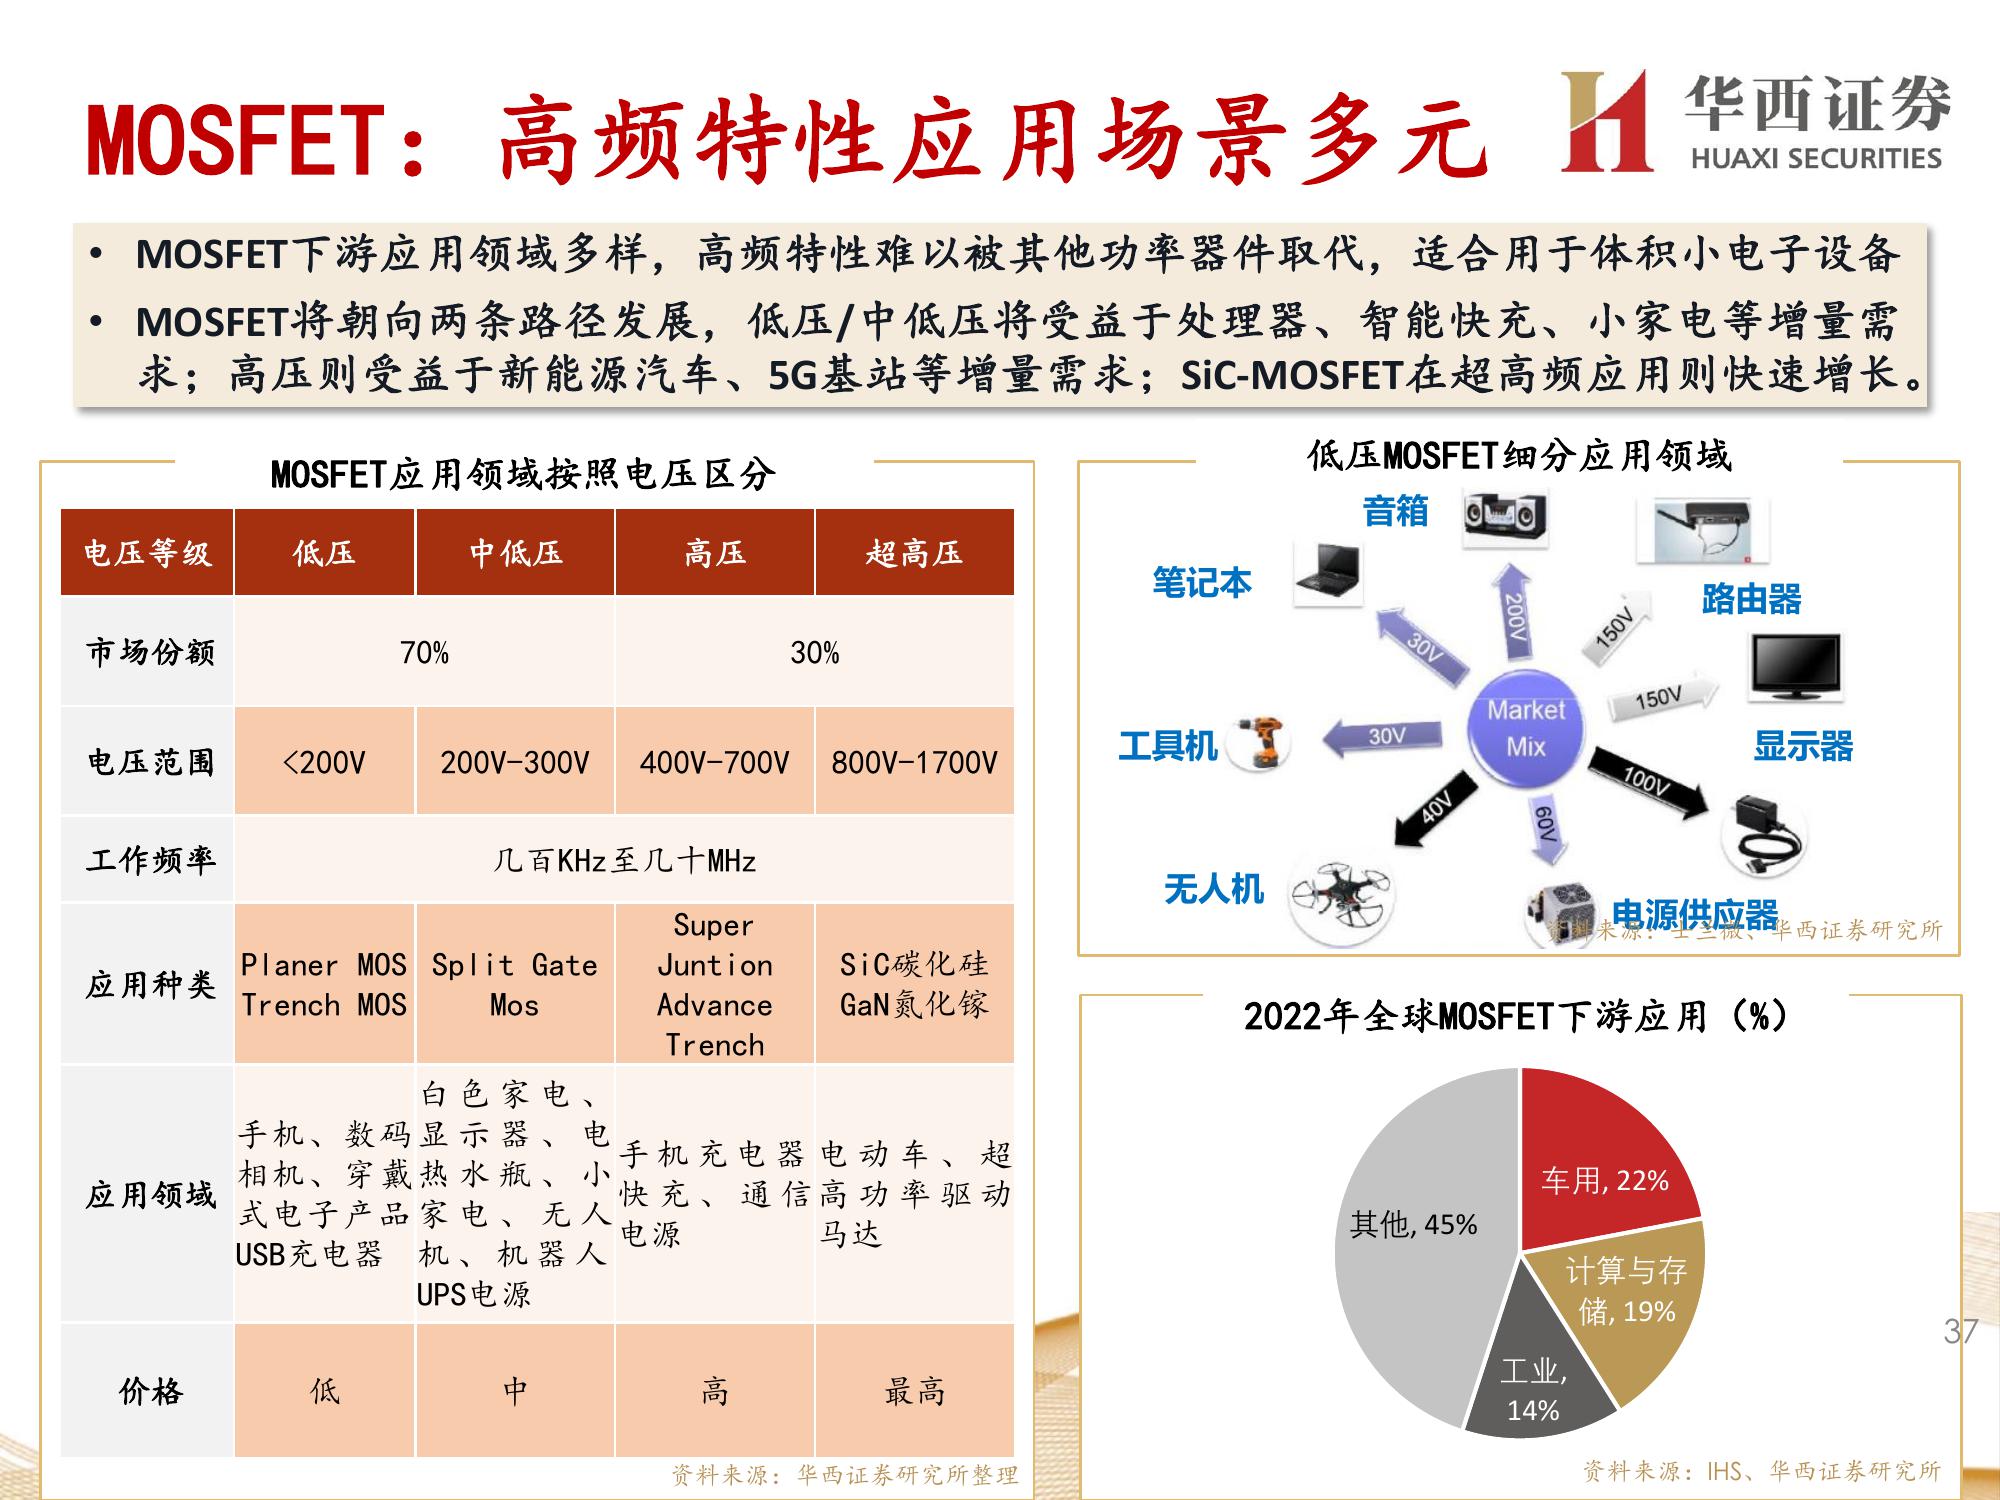 MOSFET：高频特性应用场景多元
华西证券
HUAXI SECURITIES
• MOSFET下游应用领域多样，高频特性难以被其他功率器件取代，适合用于体积小电子设备
• MOSFET将朝向两条路径发展，低压/中低压将受益于处理器、智能快充、小家电等增量需
求；高压则受益于新能源汽车、5G基站等增量需求；SiC-MOSFET在超高频应用则快速增长。
MOSFET应用领域按照电压区分
电压等级 低压 中低压 高压 超高压
市场份额 70% 30%
电压范围 <200V 200V-300V 400V-700V 800V-1700V
工作频率 几百KHz至几十MHz
应用种类
Planer MOS
Trench MOS
Split Gate
Mos
Super
Juntion
Advance
Trench
SiC碳化硅
GaN氮化镓
应用领域
手机、数码
相机、穿戴
式电子产品
USB充电器
白色家电、
显示器、电
热水瓶、小
家电、无人
机、机器人
UPS电源
手机充电器
快充、通信
电源
电动车、超
高功率驱动
马达
价格 低 中 高 最高
资料来源：华西证券研究所整理
低压MOSFET细分应用领域
音箱
笔记本
路由器
工具机
显示器
无人机
电源供应器
200V
150V
30V
150V
30V
100V
40V
60V
Market
Mix
资料来源：士兰微、华西证券研究所
2022年全球MOSFET下游应用（%）
车用, 22%
其他, 45%
计算与存
储, 19%
工业,
14%
资料来源：IHS、华西证券研究所
37